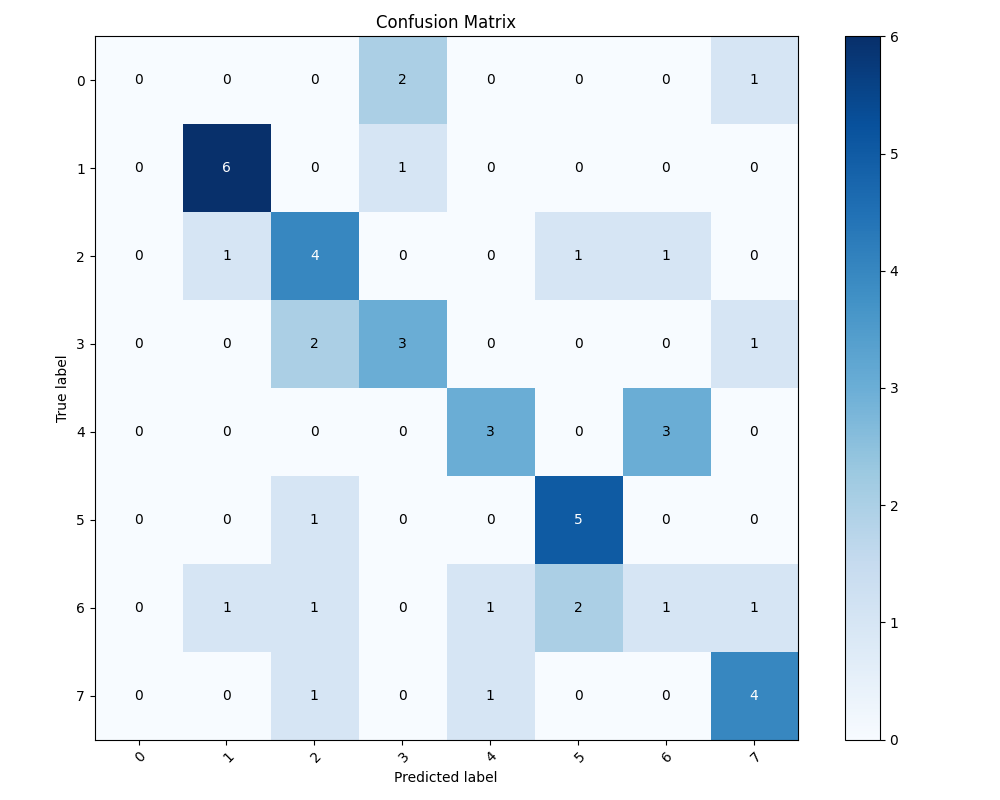 Confusion Matrix
0 0 0 0 2 0 0 0 1
1 0 6 0 1 0 0 0 0
2 0 1 4 0 0 1 1 0
3 0 0 2 3 0 0 0 1
4 0 0 0 0 3 0 3 0
5 0 0 1 0 0 5 0 0
6 0 1 1 0 1 2 1 1
7 0 0 1 0 1 0 0 4
0 1 2 3 4 5 6 7
True label
Predicted label
6
5
4
3
2
1
0